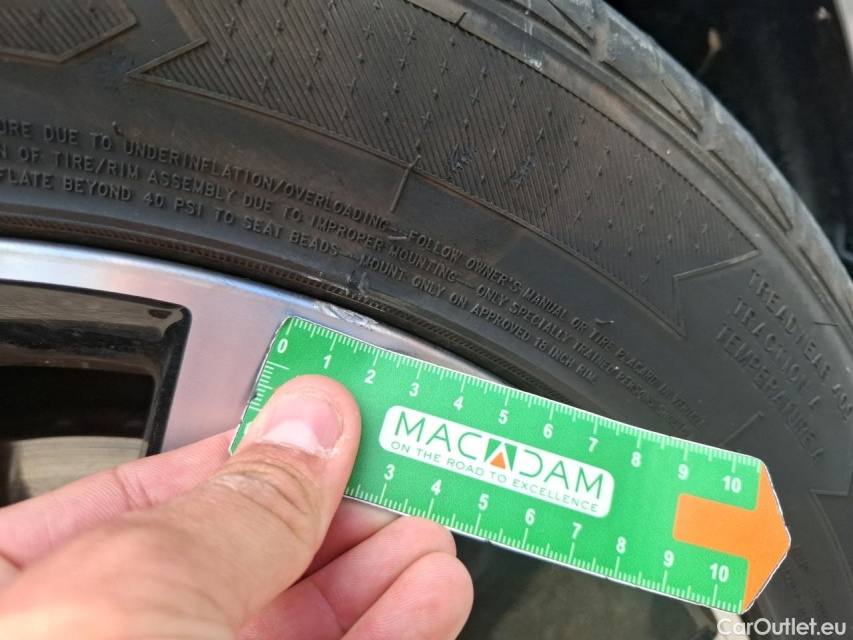 URE DUE TO UNDERINFLATION/OVERLOADING – FOLLOW OWNER'S MANUAL OR TIRE PLACARD IN VEHICLE
N OF TIRE/RIM ASSEMBLY DUE TO IMPROPER MOUNTING – ONLY SPECIALLY TRAINED PERSONS
FLATE BEYOND 40 PSI TO SEAT BEADS – MOUNT ONLY ON APPROVED 18 INCH RIM
TREAD WEAR
TRACTION A
TEMPERATURE A
0 1 2 3 4 5 6 7 8 9 10
MACADAM
ON THE ROAD TO EXCELLENCE
3 4 5 6 7 8 9 10
CarOutlet.eu